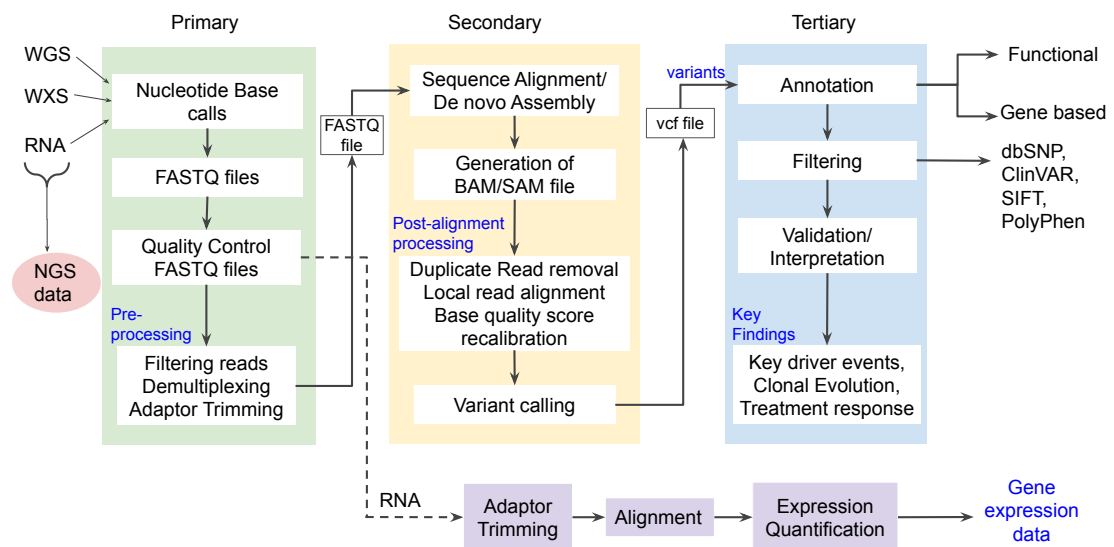 Primary
Secondary
Tertiary
WGS
WXS
RNA
NGS
data
Nucleotide Base
calls
FASTQ files
Quality Control
FASTQ files
Pre-
processing
Filtering reads
Demultiplexing
Adaptor Trimming
FASTQ
file
Sequence Alignment/
De novo Assembly
Generation of
BAM/SAM file
Post-alignment
processing
Duplicate Read removal
Local read alignment
Base quality score
recalibration
Variant calling
variants
vcf file
Annotation
Functional
Gene based
Filtering
dbSNP,
ClinVAR,
SIFT,
PolyPhen
Validation/
Interpretation
Key
Findings
Key driver events,
Clonal Evolution,
Treatment response
RNA
Adaptor
Trimming
Alignment
Expression
Quantification
Gene
expression
data